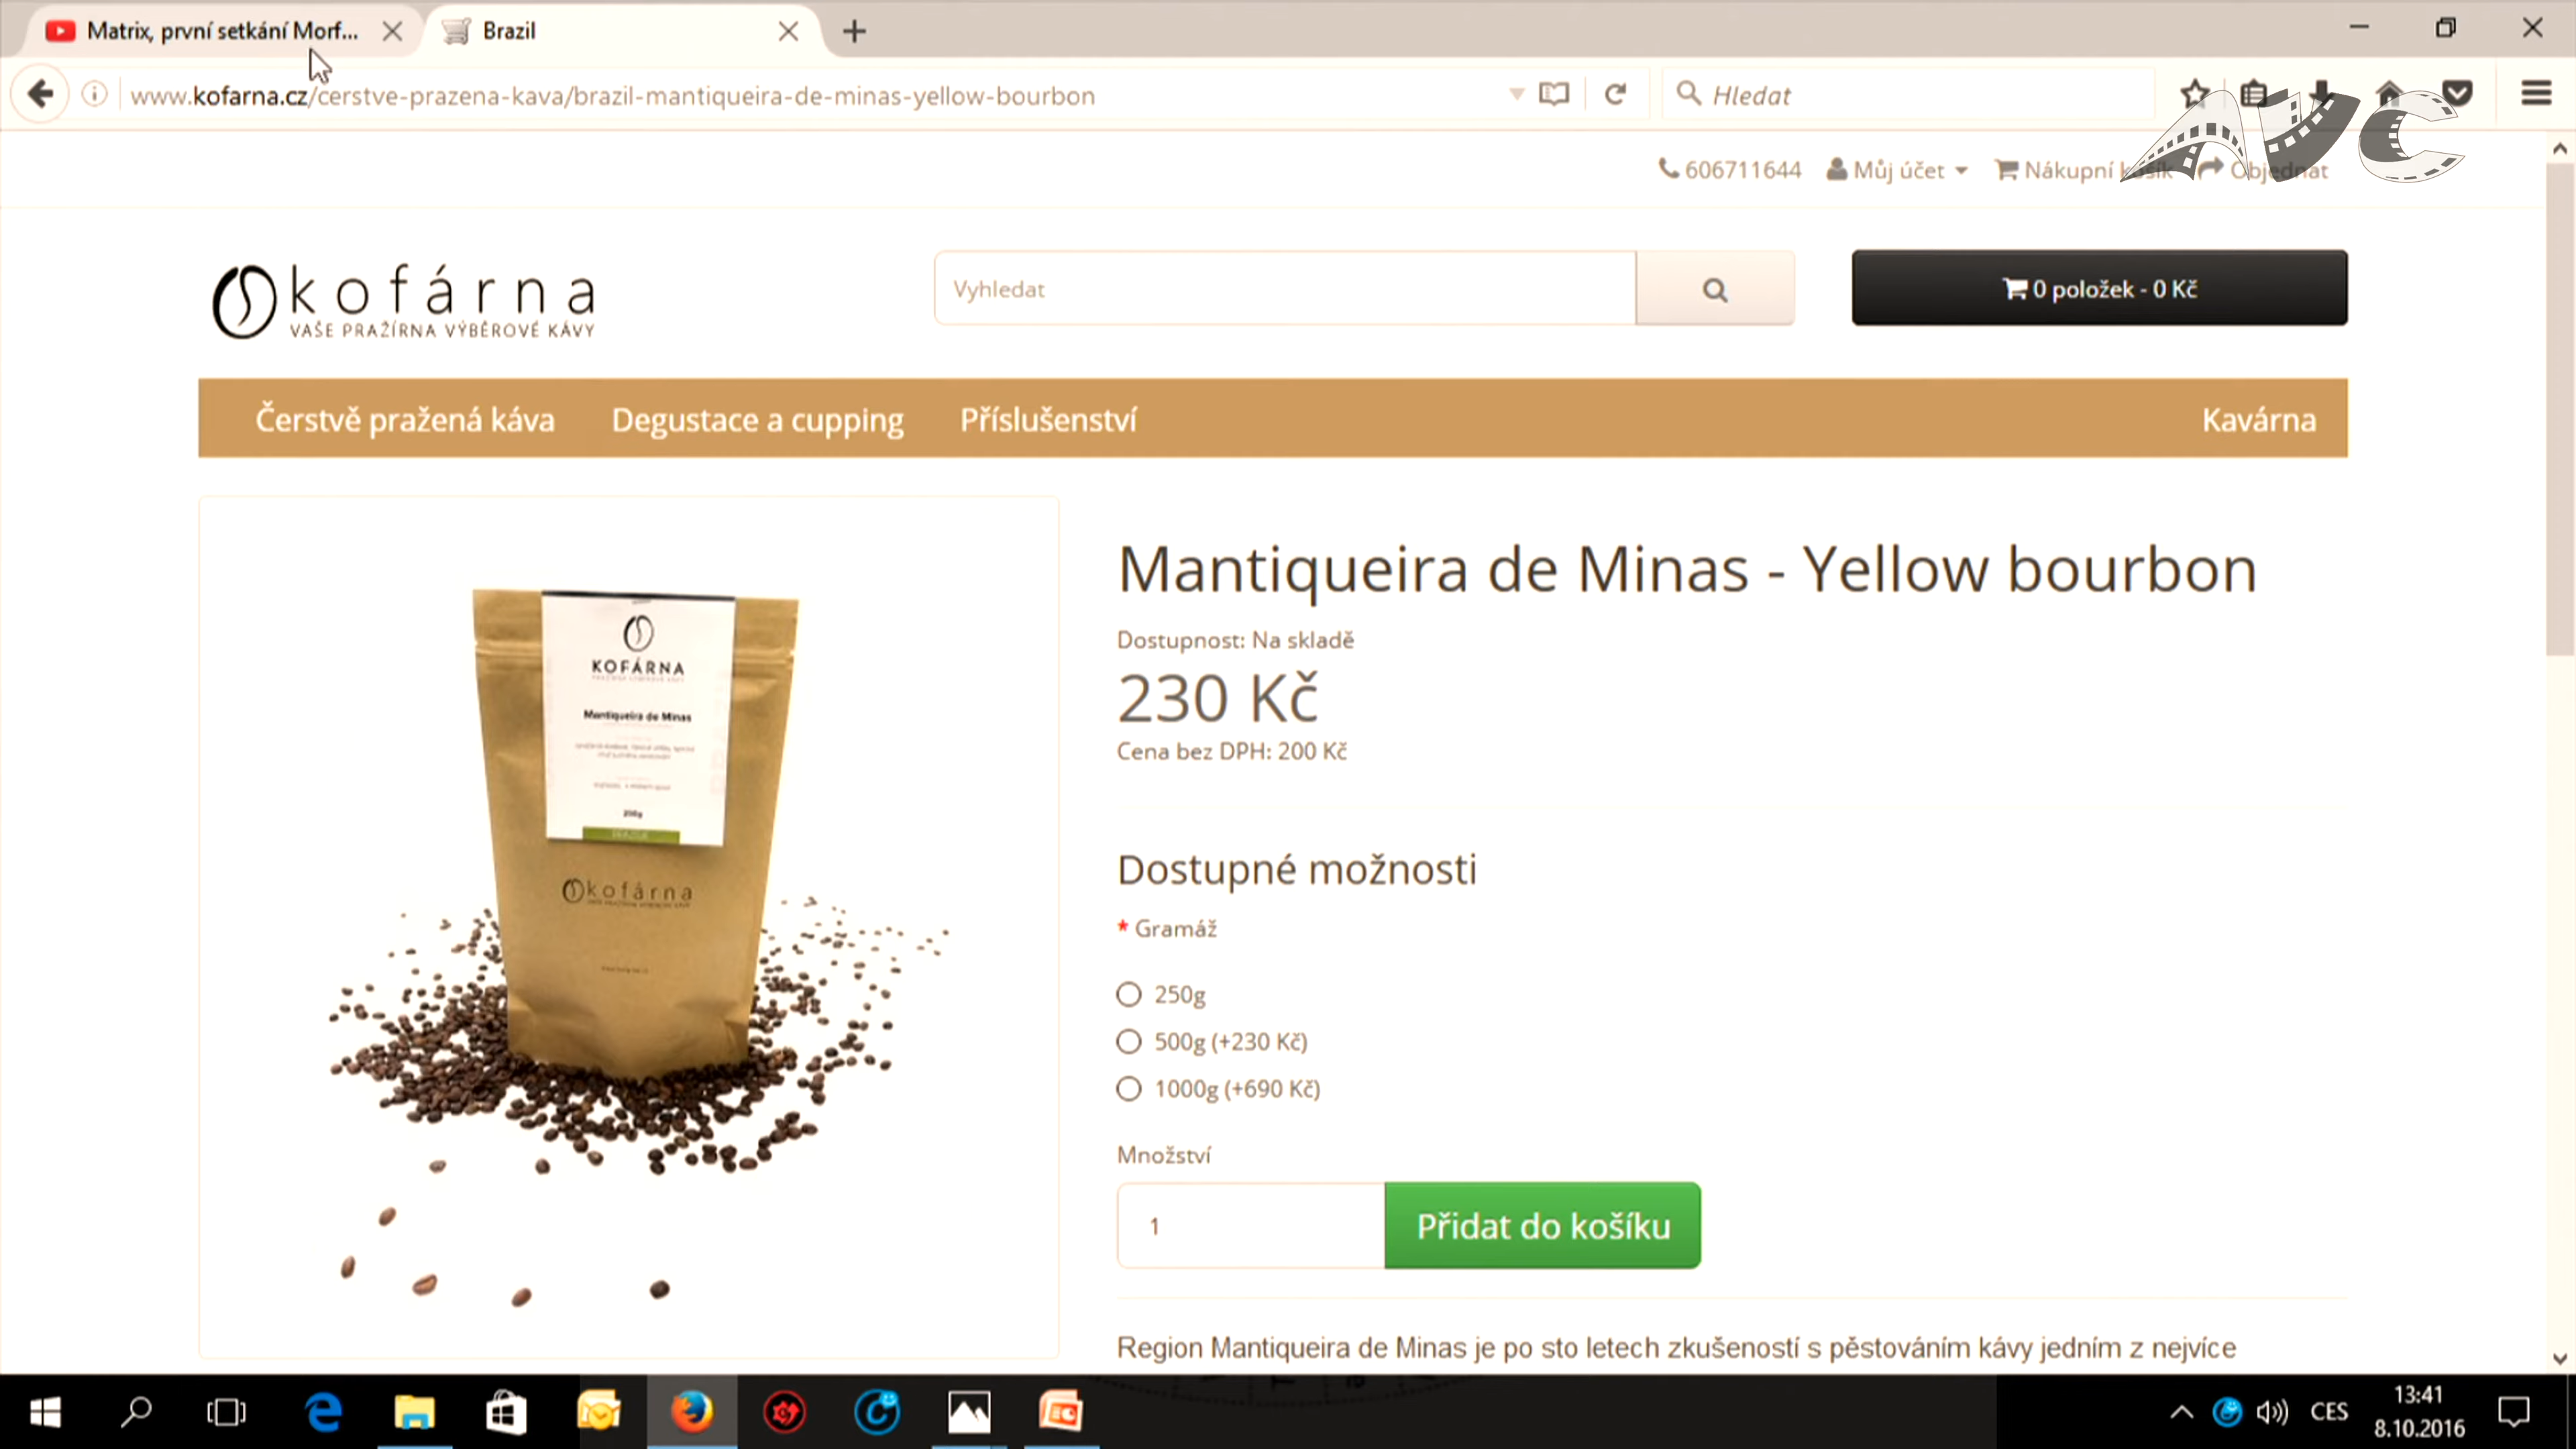 Matrix, první setkání Morf...
Brazil
www.kofarna.cz/cerstve-prazena-kava/brazil-mantiqueira-de-minas-yellow-bourbon
Hledat
AVC
606711644
Můj účet
Nákupní košík
Objednat
kofárna
VAŠE PRAŽÍRNA VÝBĚROVÉ KÁVY
Vyhledat
0 položek - 0 Kč
Čerstvě pražená káva
Degustace a cupping
Příslušenství
Kavárna
KOFÁRNA
Mantiqueira de Minas
200g
kofárna
Mantiqueira de Minas - Yellow bourbon
Dostupnost: Na skladě
230 Kč
Cena bez DPH: 200 Kč
Dostupné možnosti
* Gramáž
250g
500g (+230 Kč)
1000g (+690 Kč)
Množství
1
Přidat do košíku
Region Mantiqueira de Minas je po sto letech zkušeností s pěstováním kávy jedním z nejvíce
CES
13:41
8.10.2016